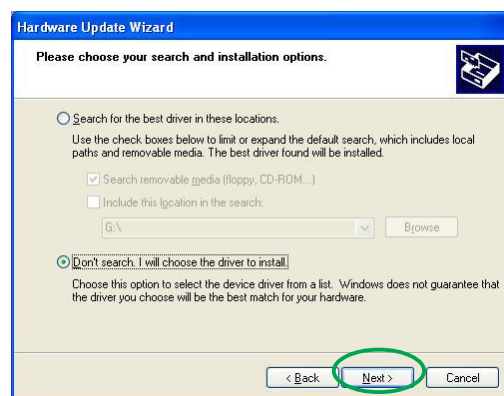 Hardware Update Wizard
Please choose your search and installation options.
Search for the best driver in these locations.
Use the check boxes below to limit or expand the default search, which includes local
paths and removable media. The best driver found will be installed.
Search removable media (floppy, CD-ROM...)
Include this location in the search:
G:\
Browse
Don't search. I will choose the driver to install.
Choose this option to select the device driver from a list. Windows does not guarantee that
the driver you choose will be the best match for your hardware.
< Back
Next >
Cancel